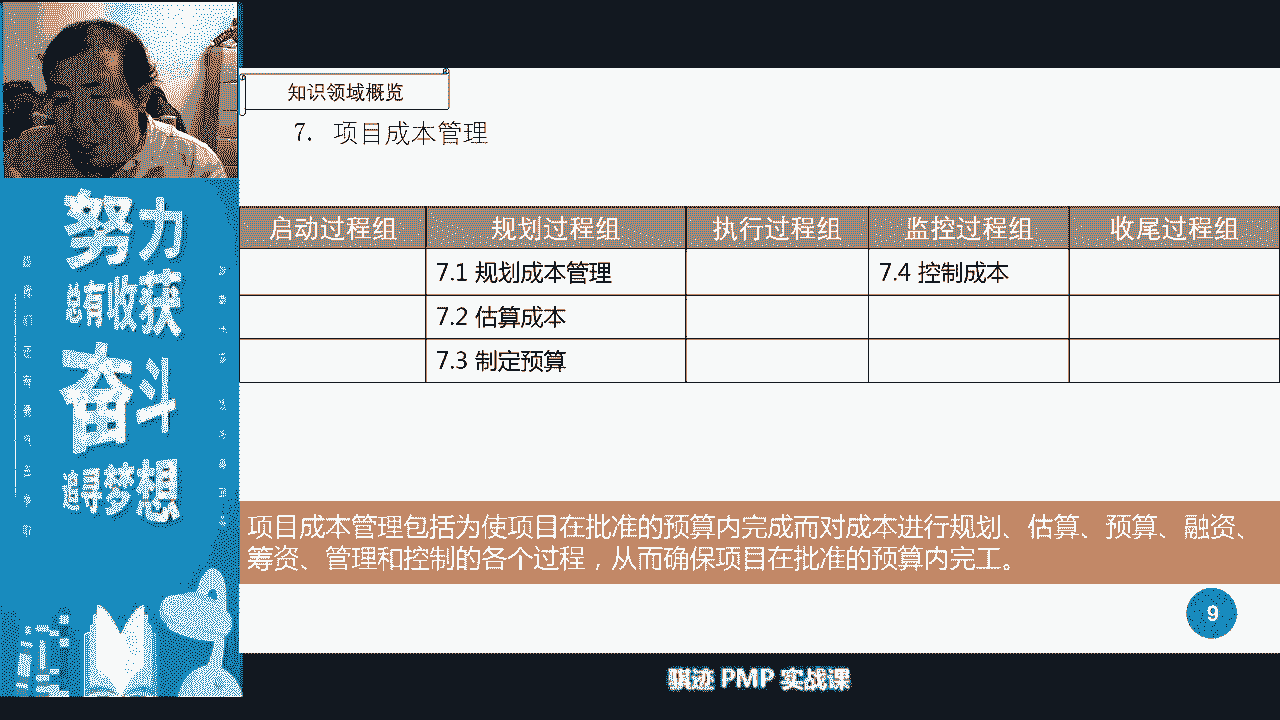 知识领域概览
7. 项目成本管理
努力
总有收获
奋斗
追寻梦想
启动过程组 规划过程组 执行过程组 监控过程组 收尾过程组
7.1 规划成本管理 7.4 控制成本
7.2 估算成本
7.3 制定预算
项目成本管理包括为使项目在批准的预算内完成而对成本进行规划、估算、预算、融资、
筹资、管理和控制的各个过程，从而确保项目在批准的预算内完工。
9
骐迹 PMP 实战课